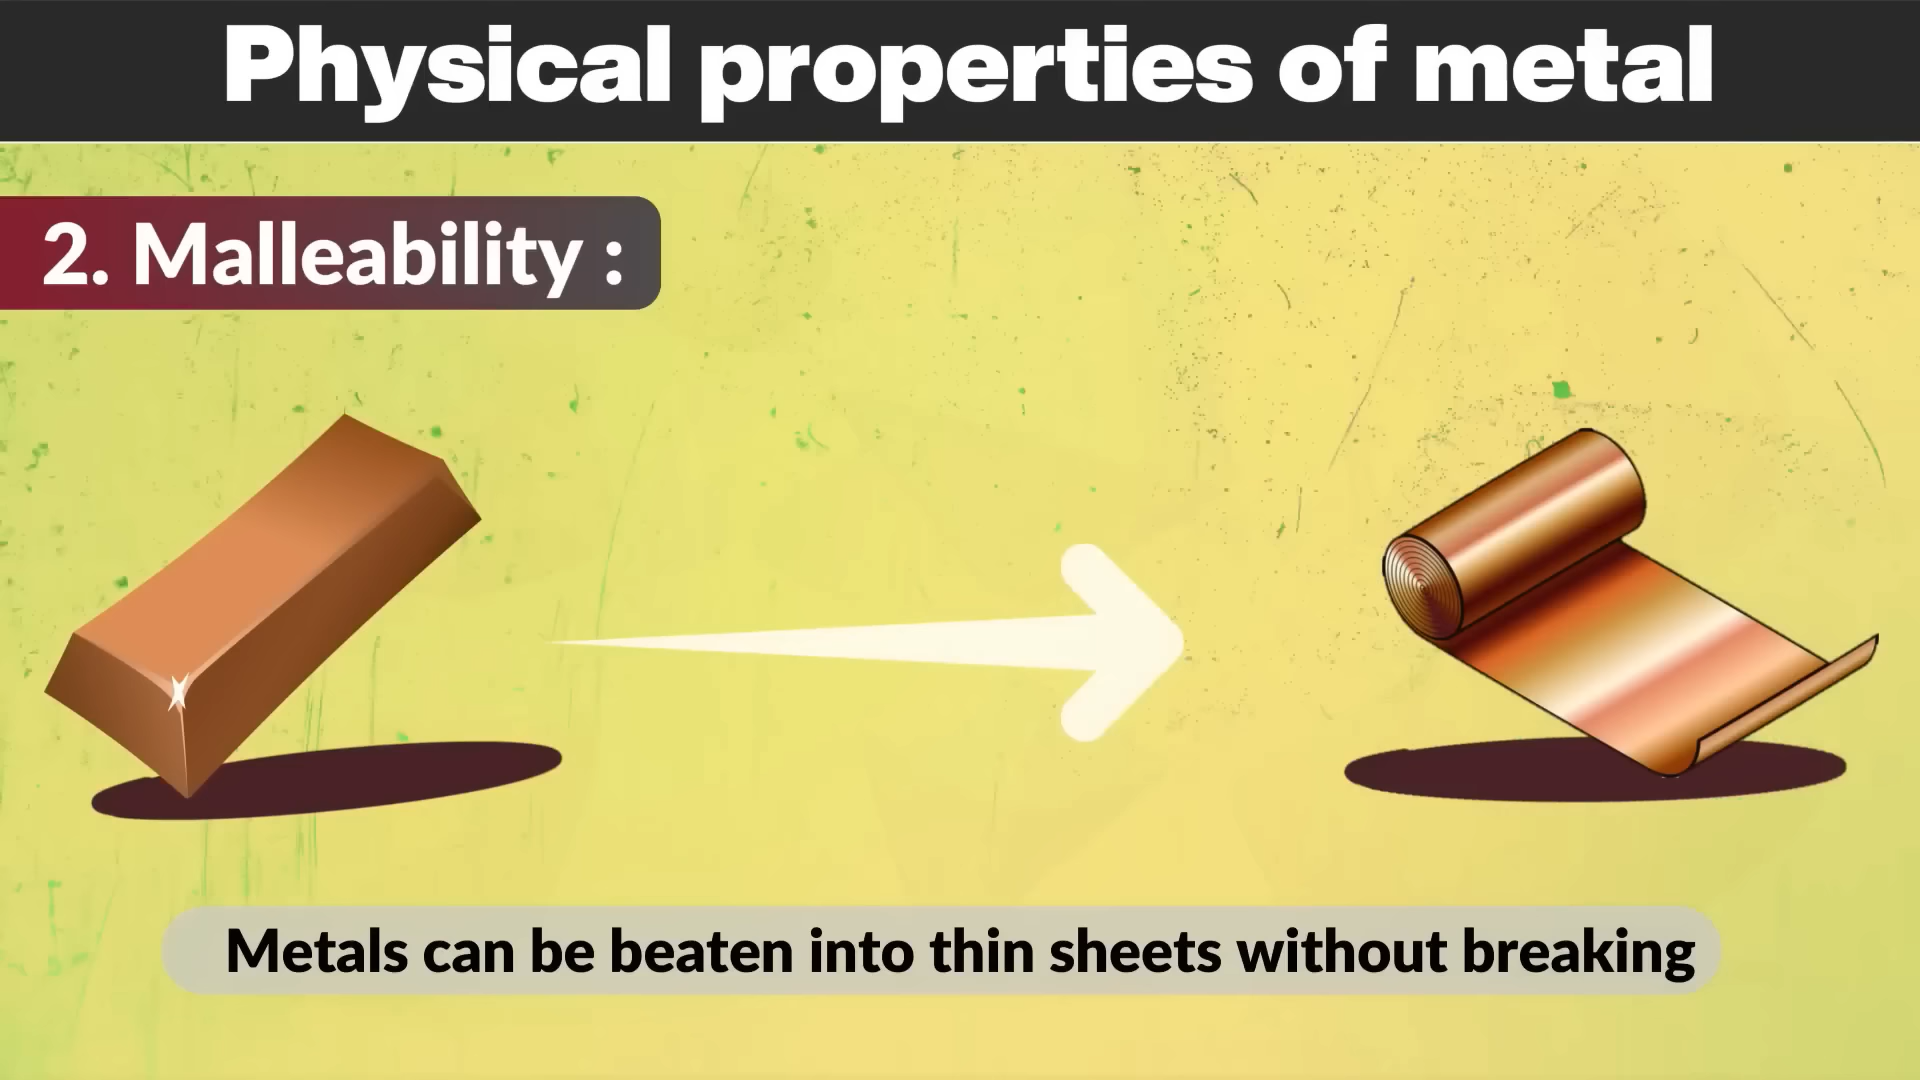 Physical properties of metal
2. Malleability :
Metals can be beaten into thin sheets without breaking